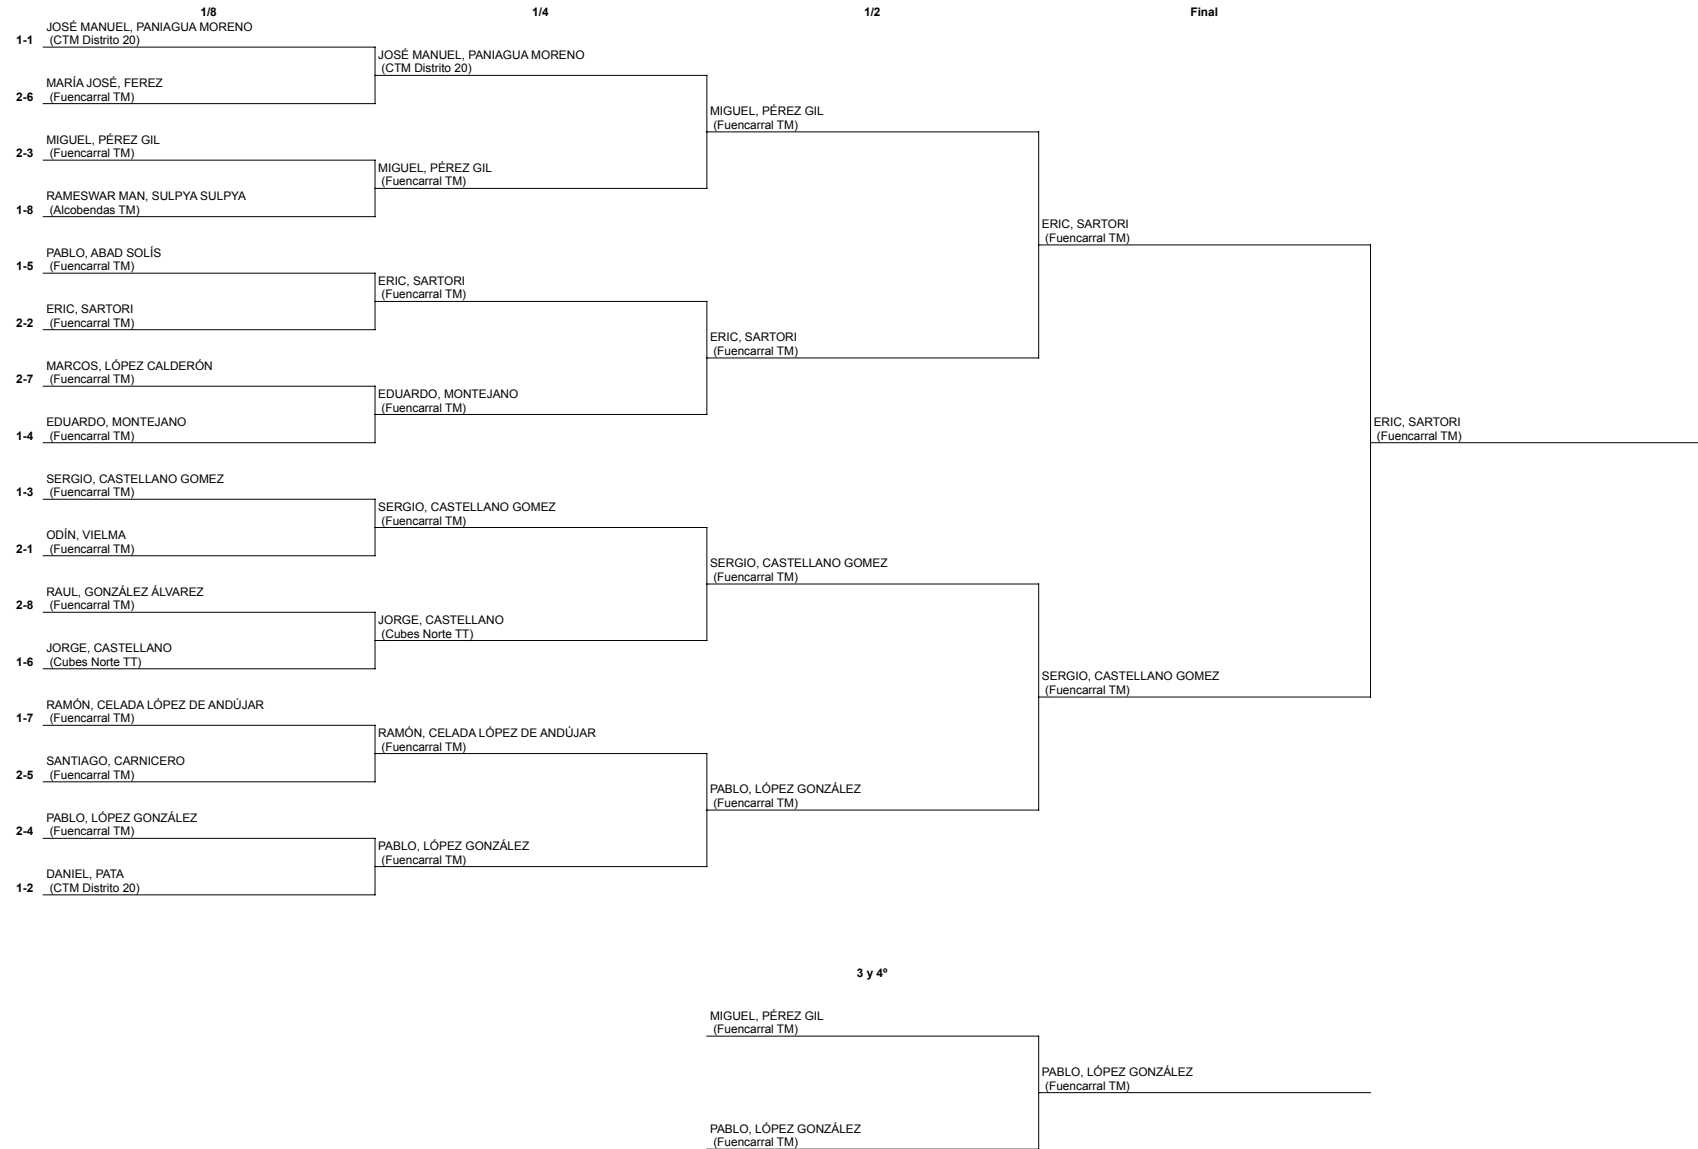 1/8
1/4
1/2
Final
JOSÉ MANUEL, PANIAGUA MORENO
1-1 (CTM Distrito 20)
JOSÉ MANUEL, PANIAGUA MORENO
(CTM Distrito 20)
MARÍA JOSÉ, FEREZ
2-6 (Fuencarral TM)
MIGUEL, PÉREZ GIL
(Fuencarral TM)
MIGUEL, PÉREZ GIL
2-3 (Fuencarral TM)
MIGUEL, PÉREZ GIL
(Fuencarral TM)
RAMESWAR MAN, SULPYA SULPYA
1-8 (Alcobendas TM)
ERIC, SARTORI
(Fuencarral TM)
PABLO, ABAD SOLÍS
1-5 (Fuencarral TM)
ERIC, SARTORI
(Fuencarral TM)
ERIC, SARTORI
2-2 (Fuencarral TM)
ERIC, SARTORI
(Fuencarral TM)
MARCOS, LÓPEZ CALDERÓN
2-7 (Fuencarral TM)
EDUARDO, MONTEJANO
(Fuencarral TM)
EDUARDO, MONTEJANO
1-4 (Fuencarral TM)
ERIC, SARTORI
(Fuencarral TM)
SERGIO, CASTELLANO GOMEZ
1-3 (Fuencarral TM)
SERGIO, CASTELLANO GOMEZ
(Fuencarral TM)
ODÍN, VIELMA
2-1 (Fuencarral TM)
SERGIO, CASTELLANO GOMEZ
(Fuencarral TM)
RAUL, GONZÁLEZ ÁLVAREZ
2-8 (Fuencarral TM)
JORGE, CASTELLANO
(Cubes Norte TT)
JORGE, CASTELLANO
1-6 (Cubes Norte TT)
SERGIO, CASTELLANO GOMEZ
(Fuencarral TM)
RAMÓN, CELADA LÓPEZ DE ANDÚJAR
1-7 (Fuencarral TM)
RAMÓN, CELADA LÓPEZ DE ANDÚJAR
(Fuencarral TM)
SANTIAGO, CARNICERO
2-5 (Fuencarral TM)
PABLO, LÓPEZ GONZÁLEZ
(Fuencarral TM)
PABLO, LÓPEZ GONZÁLEZ
2-4 (Fuencarral TM)
PABLO, LÓPEZ GONZÁLEZ
(Fuencarral TM)
DANIEL, PATA
1-2 (CTM Distrito 20)
3 y 4º
MIGUEL, PÉREZ GIL
(Fuencarral TM)
PABLO, LÓPEZ GONZÁLEZ
(Fuencarral TM)
PABLO, LÓPEZ GONZÁLEZ
(Fuencarral TM)